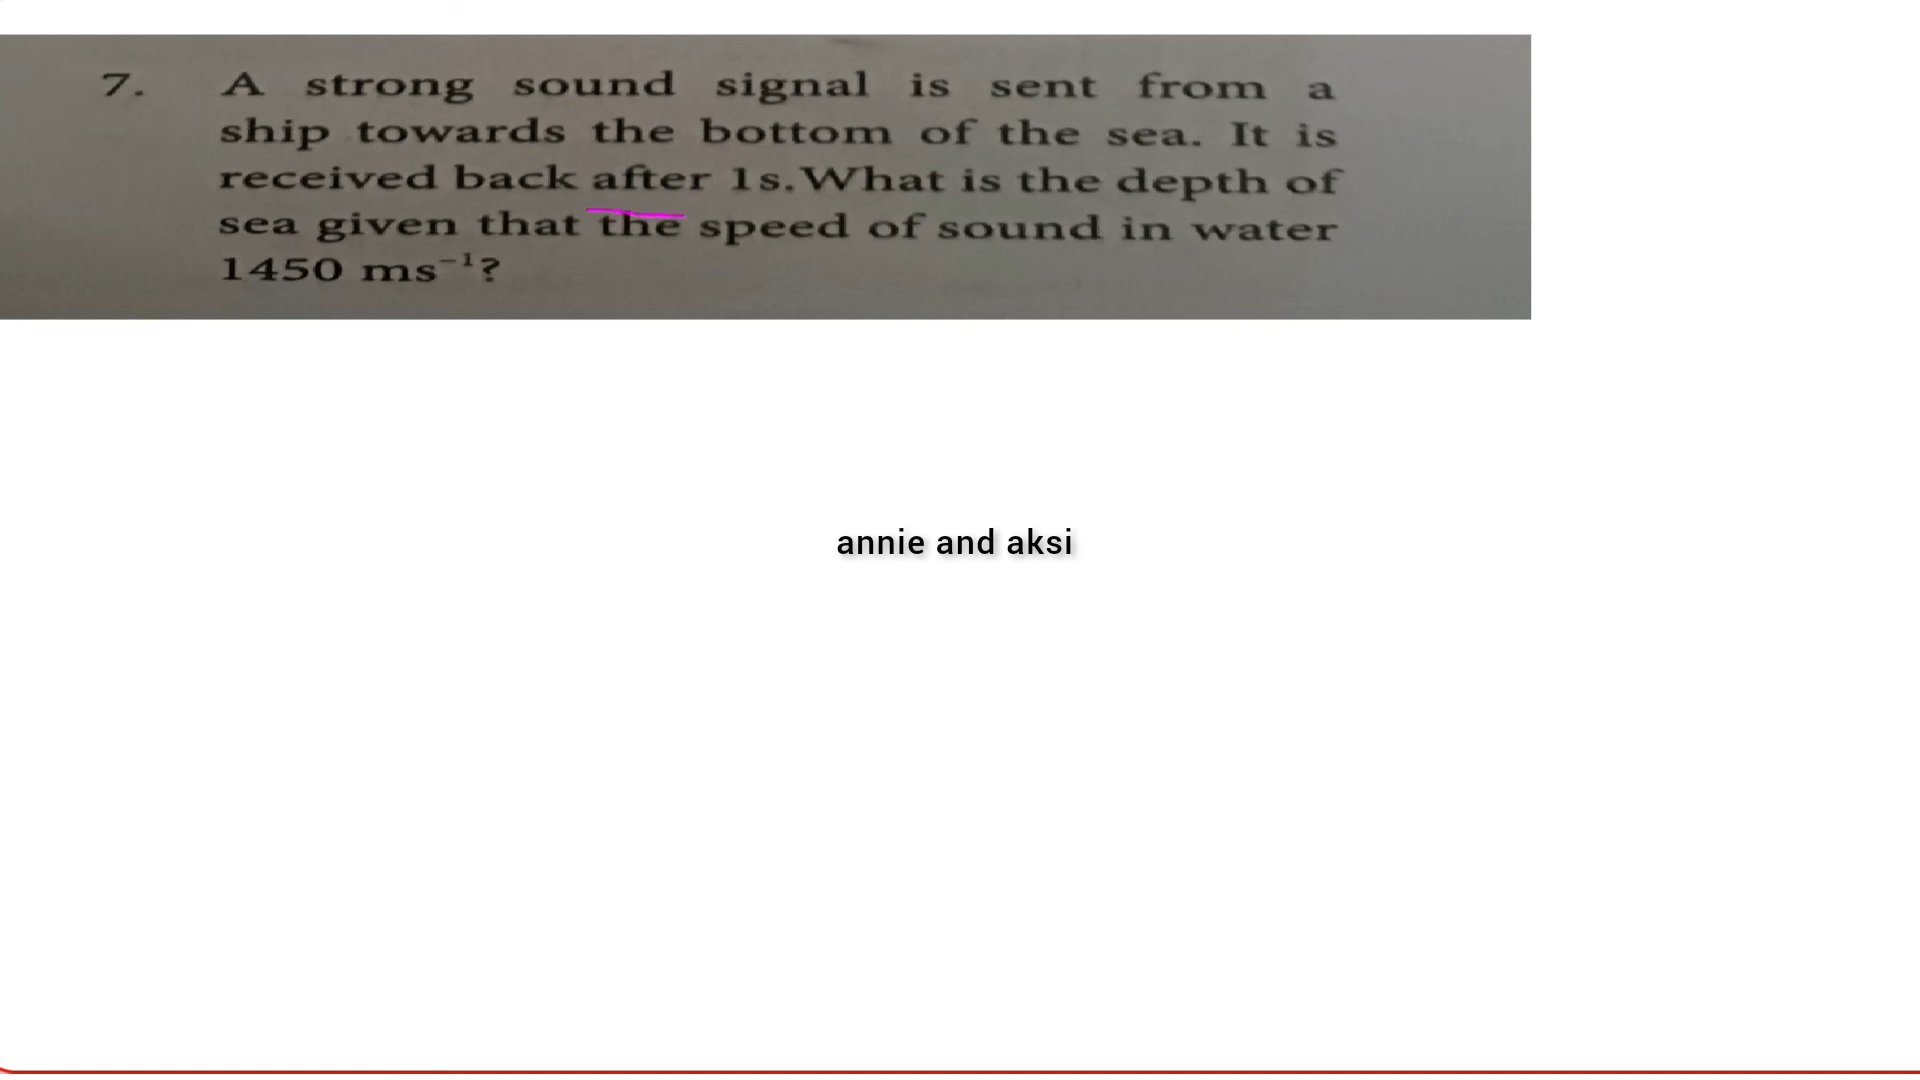 7. A strong sound signal is sent from a
ship towards the bottom of the sea. It is
received back after 1s.What is the depth of
sea given that the speed of sound in water
1450 ms⁻¹?
annie and aksi